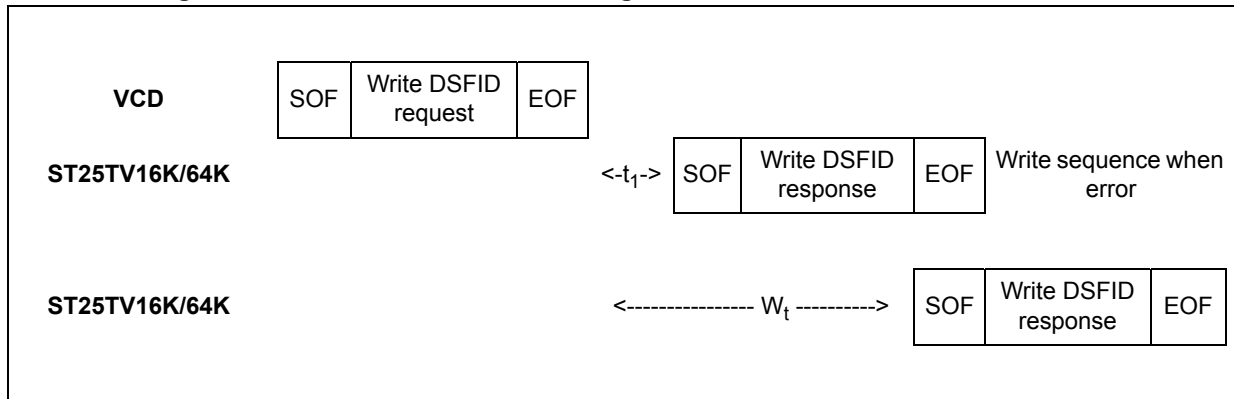 VCD
SOF
Write DSFID
request
EOF
ST25TV16K/64K
<-t1->
SOF
Write DSFID
response
EOF
Write sequence when
error
ST25TV16K/64K
<---------------- Wt ---------->
SOF
Write DSFID
response
EOF